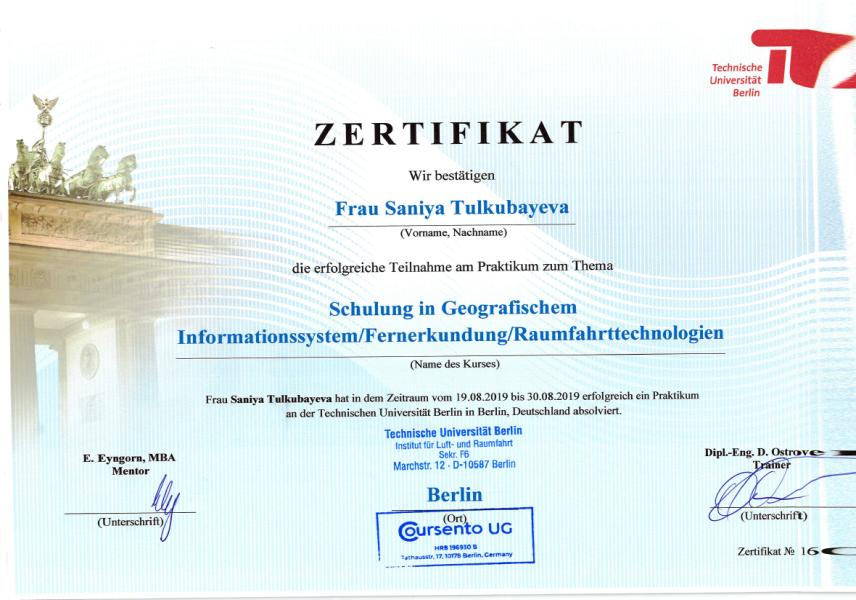 Technische
Universität
Berlin
ZERTIFIKAT
Wir bestätigen
Frau Saniya Tulkubayeva
(Vorname, Nachname)
die erfolgreiche Teilnahme am Praktikum zum Thema
Schulung in Geografischem
Informationssystem/Fernerkundung/Raumfahrttechnologien
(Name des Kurses)
Frau Saniya Tulkubayeva hat in dem Zeitraum vom 19.08.2019 bis 30.08.2019 erfolgreich ein Praktikum
an der Technischen Universität Berlin in Berlin, Deutschland absolviert.
Technische Universität Berlin
Institut für Luft- und Raumfahrt
Sekr. F6
Marchstr. 12 · D-10587 Berlin
E. Eyngorn, MBA
Mentor
(Unterschrift)
Berlin
(Ort)
Coursento UG
HRB 196930 B
Rathausstr. 17, 10178 Berlin, Germany
Dipl.-Eng. D.
Trainer
(Unterschrift)
Zertifikat № 16